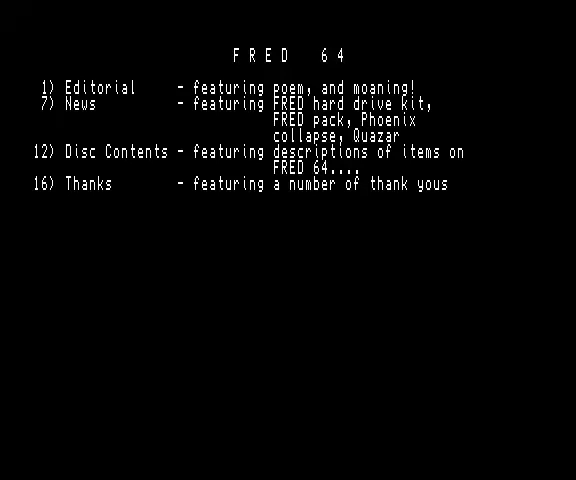 F R E D   6 4
1) Editorial     - featuring poem, and moaning!
7) News          - featuring FRED hard drive kit,
FRED pack, Phoenix
collapse, Quazar
12) Disc Contents - featuring descriptions of items on
FRED 64....
16) Thanks        - featuring a number of thank yous